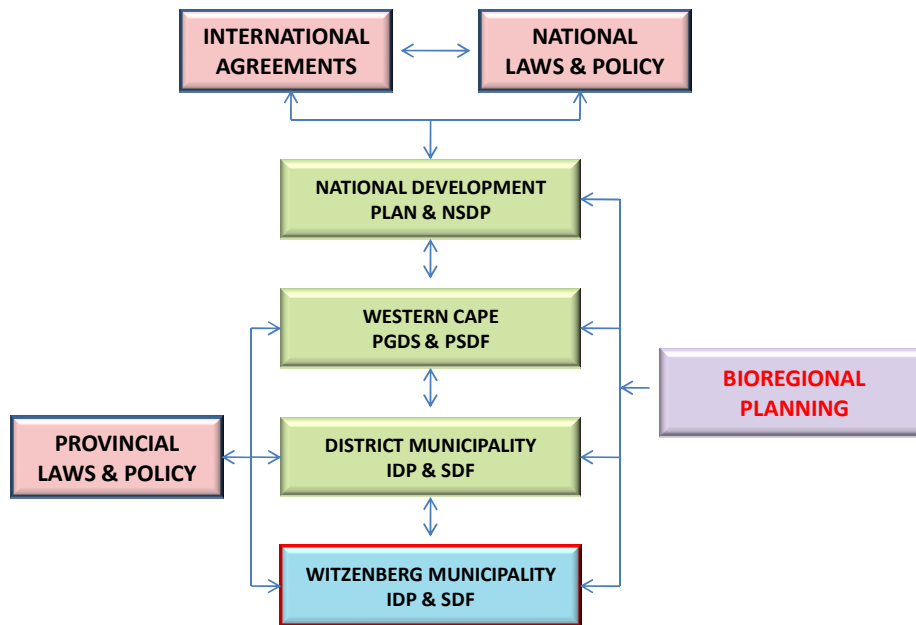 INTERNATIONAL
AGREEMENTS
NATIONAL
LAWS & POLICY
NATIONAL DEVELOPMENT
PLAN & NSDP
WESTERN CAPE
PGDS & PSDF
BIOREGIONAL
PLANNING
PROVINCIAL
LAWS & POLICY
DISTRICT MUNICIPALITY
IDP & SDF
WITZENBERG MUNICIPALITY
IDP & SDF